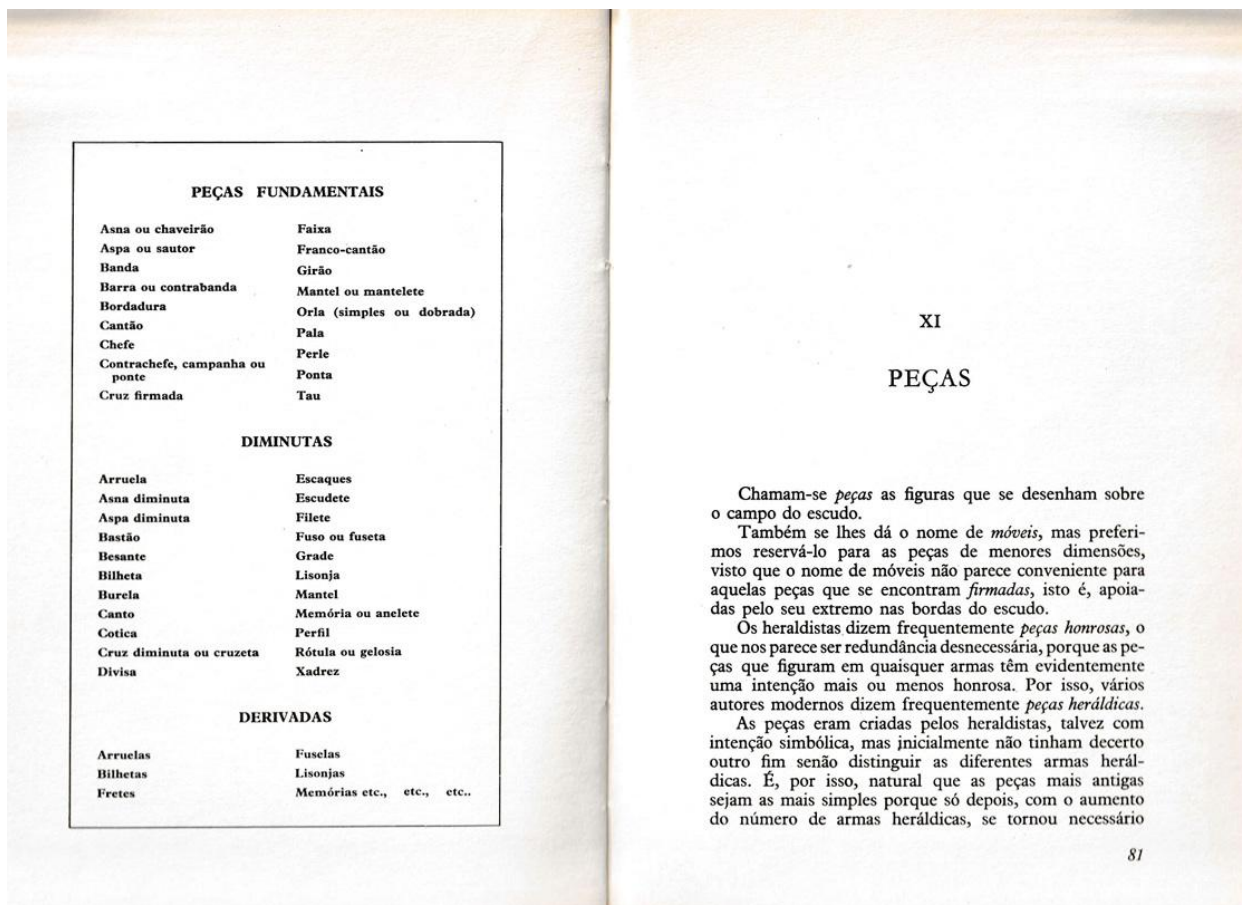 PEÇAS FUNDAMENTAIS
Asna ou chaveirão
Aspa ou sautor
Banda
Barra ou contrabanda
Bordadura
Cantão
Chefe
Contrachefe, campanha ou
ponte
Cruz firmada
Faixa
Franco-cantão
Girão
Mantel ou mantelete
Orla (simples ou dobrada)
Pala
Perle
Ponta
Tau
DIMINUTAS
Arruela
Asna diminuta
Aspa diminuta
Bastão
Besante
Bilheta
Burela
Canto
Cotica
Cruz diminuta ou cruzeta
Divisa
Escaques
Escudete
Filete
Fuso ou fuseta
Grade
Lisonja
Mantel
Memória ou anelete
Perfil
Rótula ou gelosia
Xadrez
DERIVADAS
Arruelas
Bilhetas
Fretes
Fuselas
Lisonjas
Memórias etc., etc., etc..
XI
PEÇAS
Chamam-se peças as figuras que se desenham sobre
o campo do escudo.
Também se lhes dá o nome de móveis, mas preferi-
mos reservá-lo para as peças de menores dimensões,
visto que o nome de móveis não parece conveniente para
aquelas peças que se encontram firmadas, isto é, apoia-
das pelo seu extremo nas bordas do escudo.
Os heraldistas dizem frequentemente peças honrosas, o
que nos parece ser redundância desnecessária, porque as pe-
ças que figuram em quaisquer armas têm evidentemente
uma intenção mais ou menos honrosa. Por isso, vários
autores modernos dizem frequentemente peças heráldicas.
As peças eram criadas pelos heraldistas, talvez com
intenção simbólica, mas inicialmente não tinham decerto
outro fim senão distinguir as diferentes armas herál-
dicas. É, por isso, natural que as peças mais antigas
sejam as mais simples porque só depois, com o aumento
do número de armas heráldicas, se tornou necessário
81